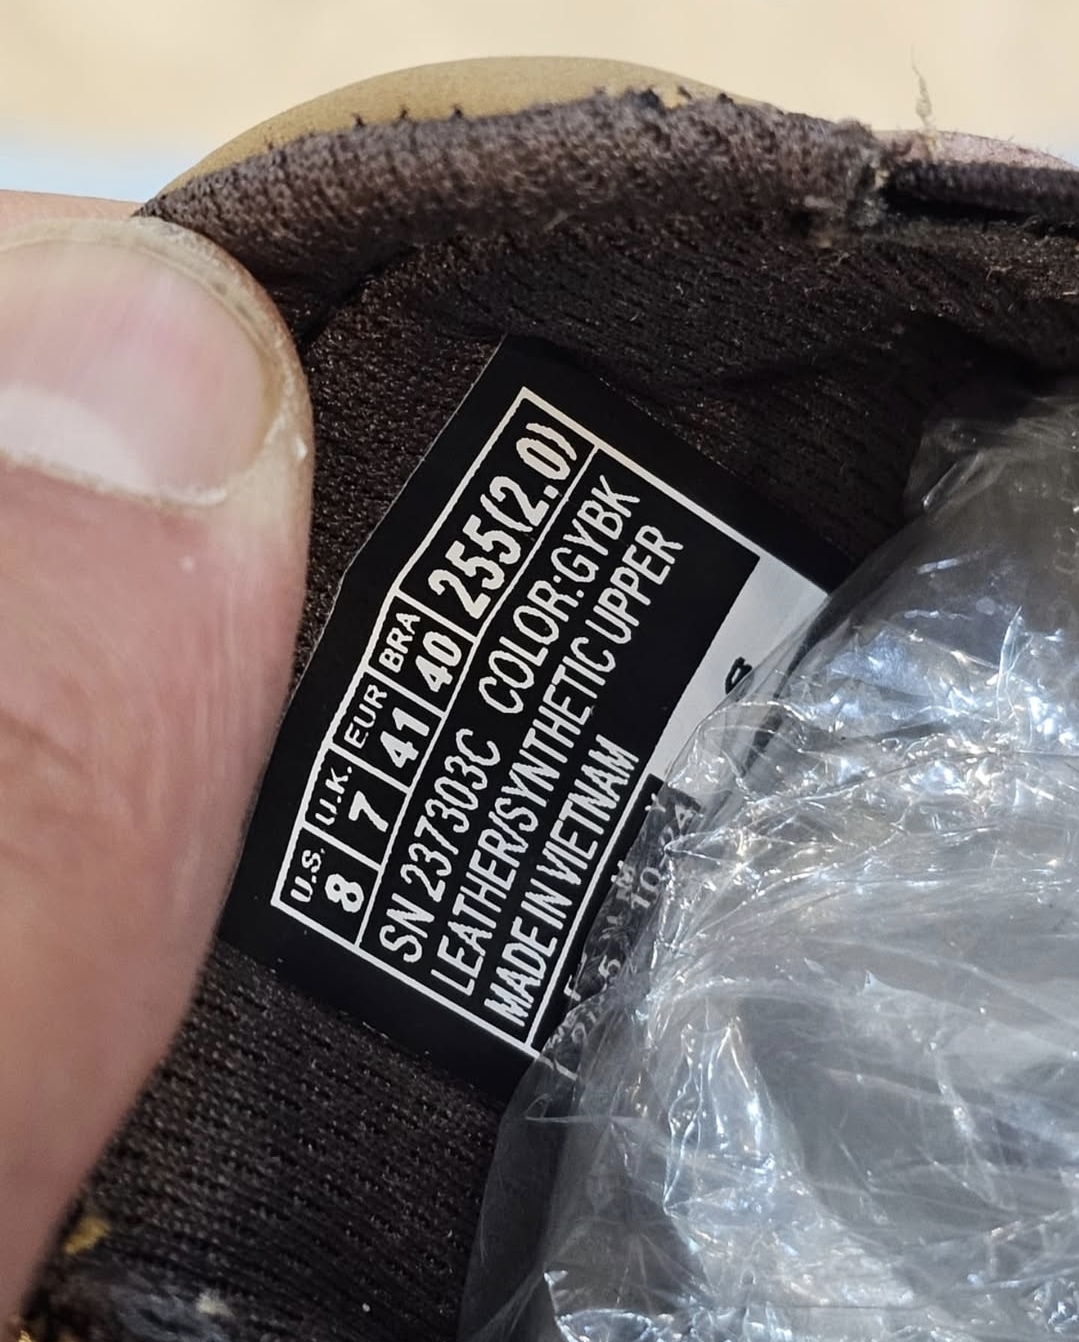 U.S. U.K. EUR BRA
8 7 41 40 255(2.0)
SN 237303C COLOR:GYBK
LEATHER/SYNTHETIC UPPER
MADE IN VIETNAM